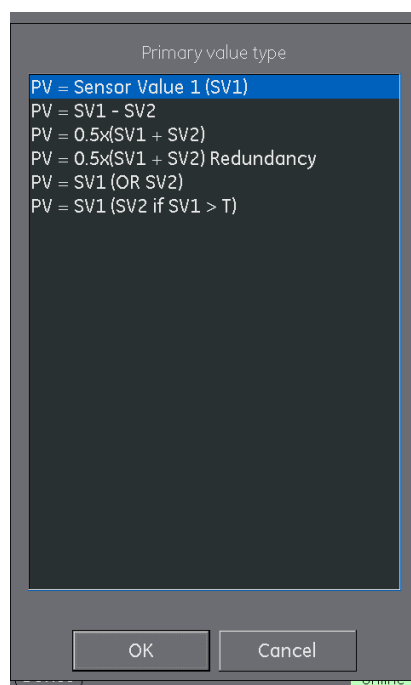 Primary value type
PV = Sensor Value 1 (SV1)
PV = SV1 - SV2
PV = 0.5x(SV1 + SV2)
PV = 0.5x(SV1 + SV2) Redundancy
PV = SV1 (OR SV2)
PV = SV1 (SV2 if SV1 > T)
OK Cancel